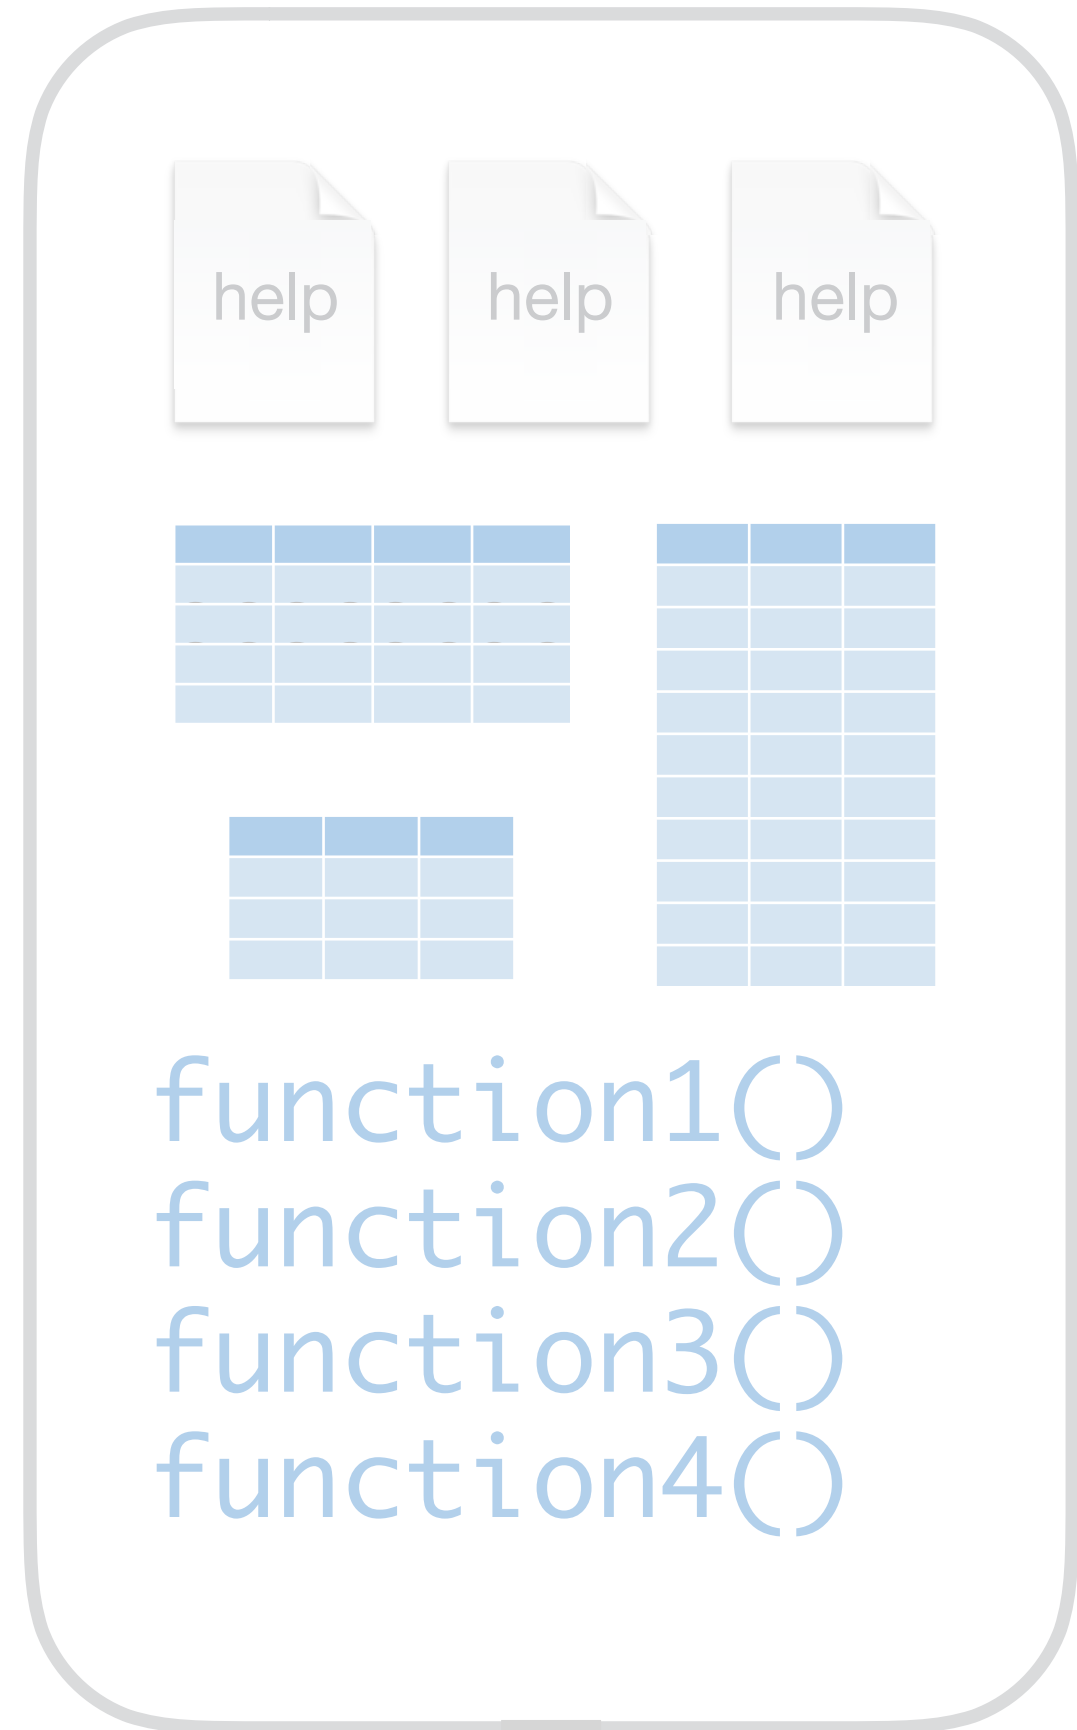 help help help
function1()
function2()
function3()
function4()